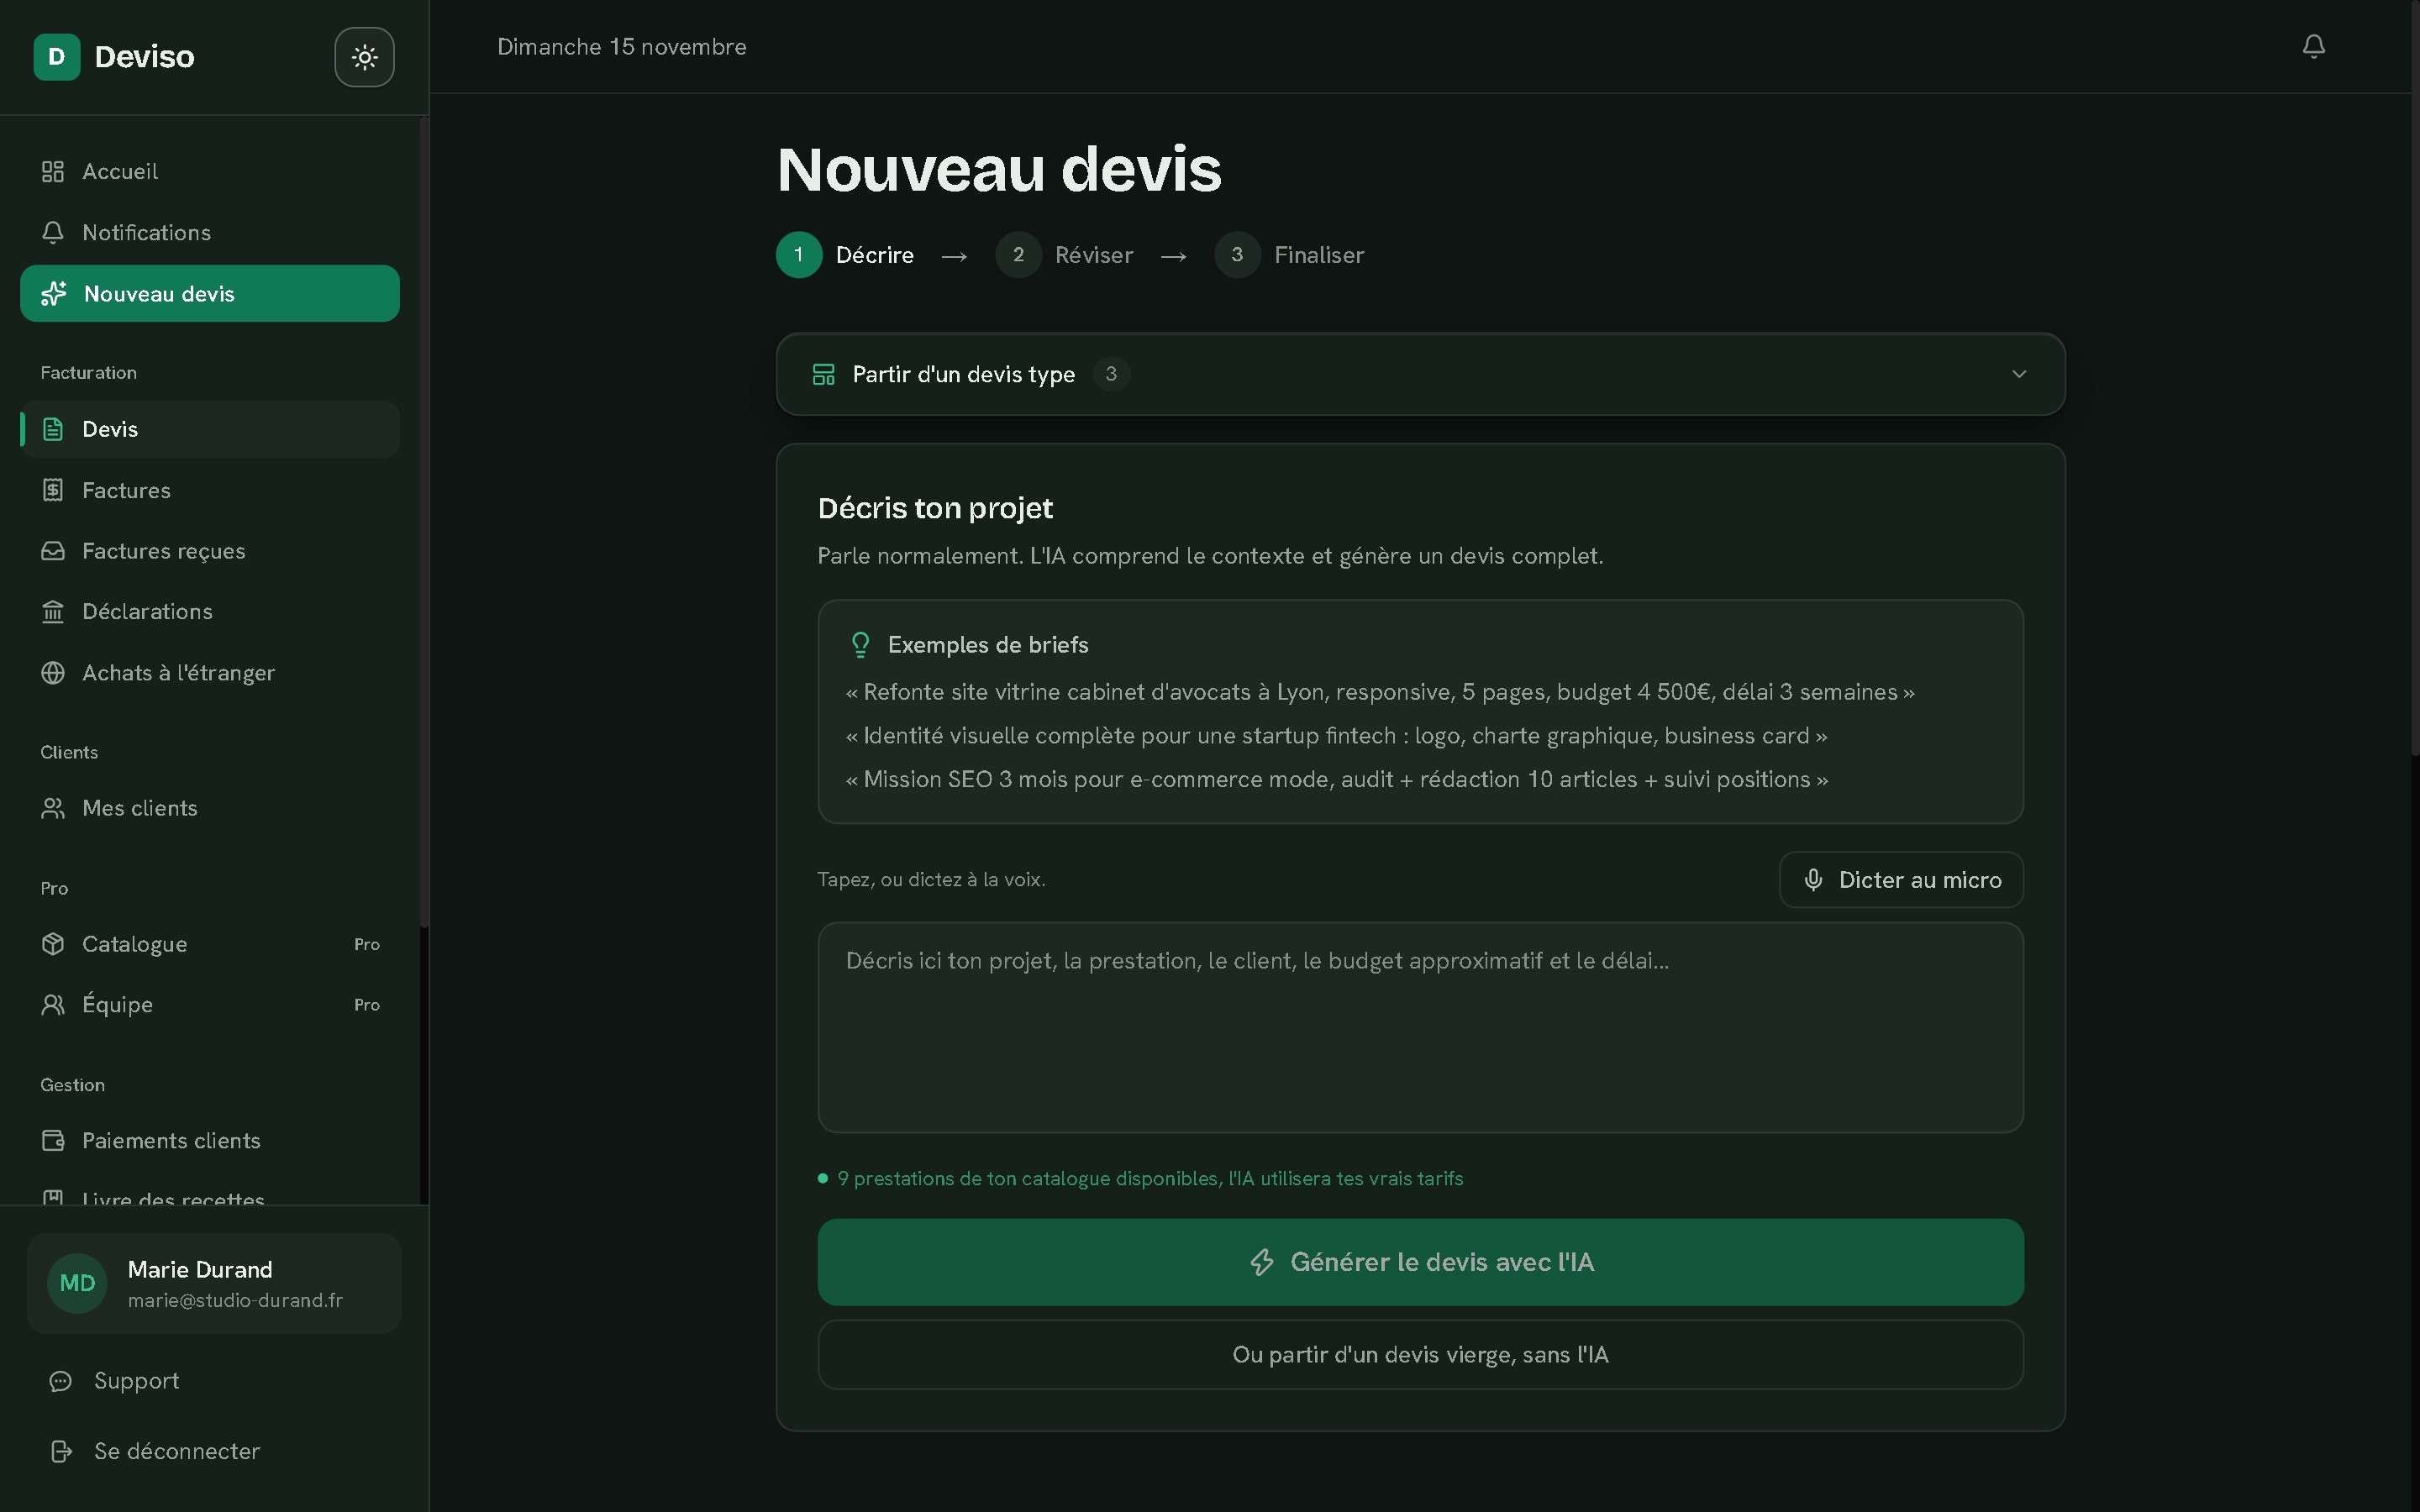 D Deviso
Accueil
Notifications
Nouveau devis
Facturation
Devis
Factures
Factures reçues
Déclarations
Achats à l'étranger
Clients
Mes clients
Pro
Catalogue Pro
Équipe Pro
Gestion
Paiements clients
Livre des recettes
MD Marie Durand
marie@studio-durand.fr
Support
Se déconnecter
Dimanche 15 novembre
Nouveau devis
1 Décrire → 2 Réviser → 3 Finaliser
Partir d'un devis type 3
Décris ton projet
Parle normalement. L'IA comprend le contexte et génère un devis complet.
Exemples de briefs
« Refonte site vitrine cabinet d'avocats à Lyon, responsive, 5 pages, budget 4 500€, délai 3 semaines »
« Identité visuelle complète pour une startup fintech : logo, charte graphique, business card »
« Mission SEO 3 mois pour e-commerce mode, audit + rédaction 10 articles + suivi positions »
Tapez, ou dictez à la voix.
Dicter au micro
Décris ici ton projet, la prestation, le client, le budget approximatif et le délai...
9 prestations de ton catalogue disponibles, l'IA utilisera tes vrais tarifs
Générer le devis avec l'IA
Ou partir d'un devis vierge, sans l'IA